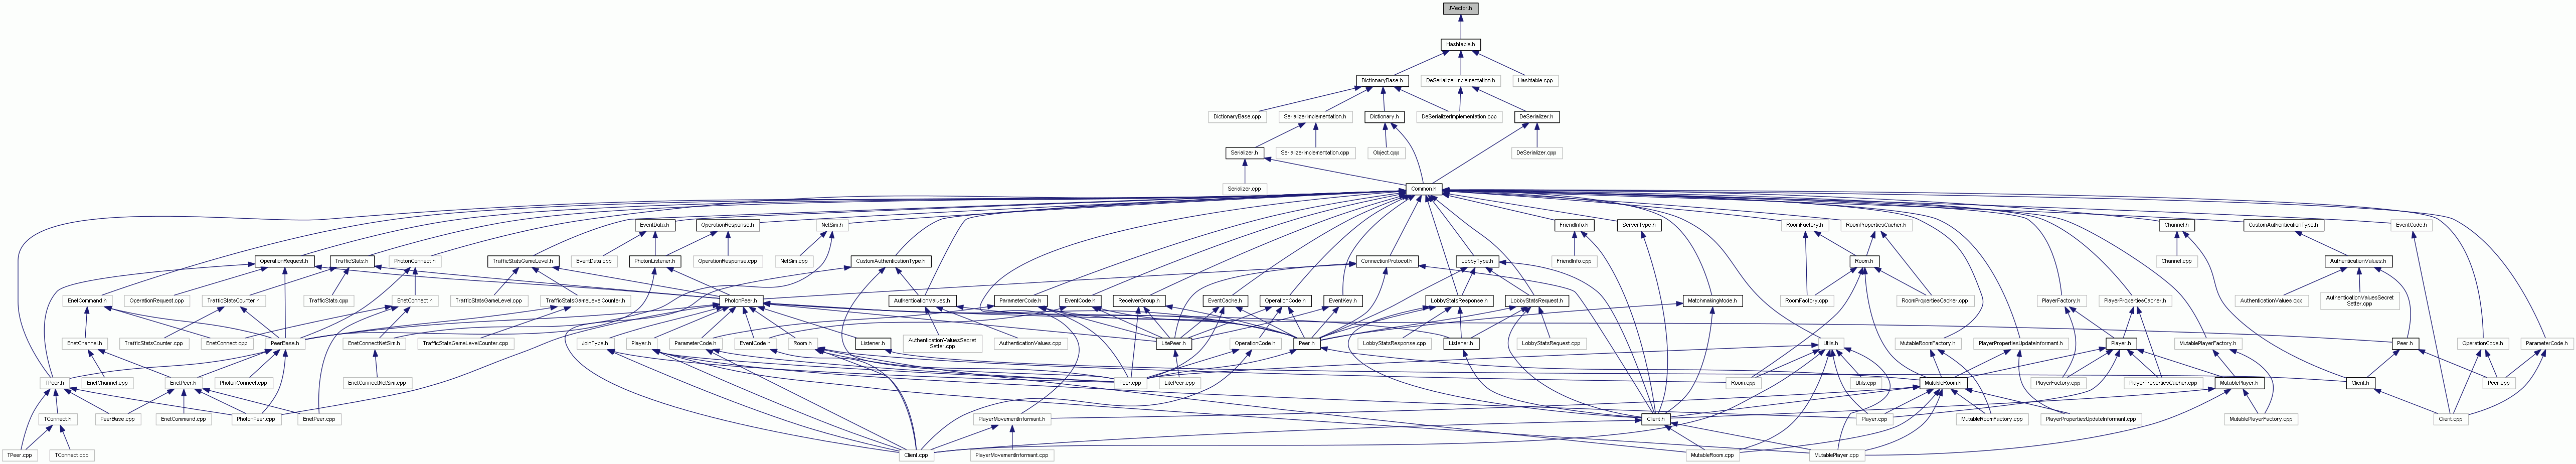 JVector.h
Hashtable.h
DictionaryBase.h
DeSerializerImplementation.h
Hashtable.cpp
DictionaryBase.cpp
SerializerImplementation.h
Dictionary.h
DeSerializerImplementation.cpp
DeSerializer.h
Serializer.h
SerializerImplementation.cpp
Object.cpp
DeSerializer.cpp
Serializer.cpp
Common.h
EventData.h
OperationResponse.h
NetSim.h
FriendInfo.h
ServerType.h
RoomFactory.h
RoomPropertiesCacher.h
Channel.h
CustomAuthenticationType.h
EventCode.h
OperationRequest.h
TrafficStats.h
PhotonConnect.h
TrafficStatsGameLevel.h
EventData.cpp
PhotonListener.h
OperationResponse.cpp
NetSim.cpp
CustomAuthenticationType.h
ConnectionProtocol.h
LobbyType.h
FriendInfo.cpp
Room.h
Channel.cpp
AuthenticationValues.h
EnetCommand.h
OperationRequest.cpp
TrafficStatsCounter.h
TrafficStats.cpp
EnetConnect.h
TrafficStatsGameLevel.cpp
TrafficStatsGameLevelCounter.h
PhotonPeer.h
AuthenticationValues.h
ParameterCode.h
EventCode.h
ReceiverGroup.h
EventCache.h
OperationCode.h
EventKey.h
LobbyStatsResponse.h
LobbyStatsRequest.h
MatchmakingMode.h
RoomFactory.cpp
RoomPropertiesCacher.cpp
PlayerFactory.h
PlayerPropertiesCacher.h
AuthenticationValues.cpp
AuthenticationValuesSecret
Setter.cpp
EnetChannel.h
TrafficStatsCounter.cpp
EnetConnect.cpp
PeerBase.h
EnetConnectNetSim.h
TrafficStatsGameLevelCounter.cpp
JoinType.h
Player.h
ParameterCode.h
EventCode.h
Room.h
Listener.h
AuthenticationValuesSecret
Setter.cpp
AuthenticationValues.cpp
LitePeer.h
OperationCode.h
Peer.h
LobbyStatsResponse.cpp
Listener.h
LobbyStatsRequest.cpp
Utils.h
MutableRoomFactory.h
PlayerPropertiesUpdateInformant.h
Player.h
MutablePlayerFactory.h
Peer.h
OperationCode.h
ParameterCode.h
TPeer.h
EnetChannel.cpp
EnetPeer.h
PhotonConnect.cpp
EnetConnectNetSim.cpp
Peer.cpp
LitePeer.cpp
Room.cpp
Utils.cpp
MutableRoom.h
PlayerFactory.cpp
PlayerPropertiesCacher.cpp
MutablePlayer.h
Client.h
Peer.cpp
TConnect.h
PeerBase.cpp
EnetCommand.cpp
PhotonPeer.cpp
EnetPeer.cpp
PlayerMovementInformant.h
Client.h
Player.cpp
MutableRoomFactory.cpp
PlayerPropertiesUpdateInformant.cpp
MutablePlayerFactory.cpp
Client.cpp
TPeer.cpp
TConnect.cpp
Client.cpp
PlayerMovementInformant.cpp
MutableRoom.cpp
MutablePlayer.cpp